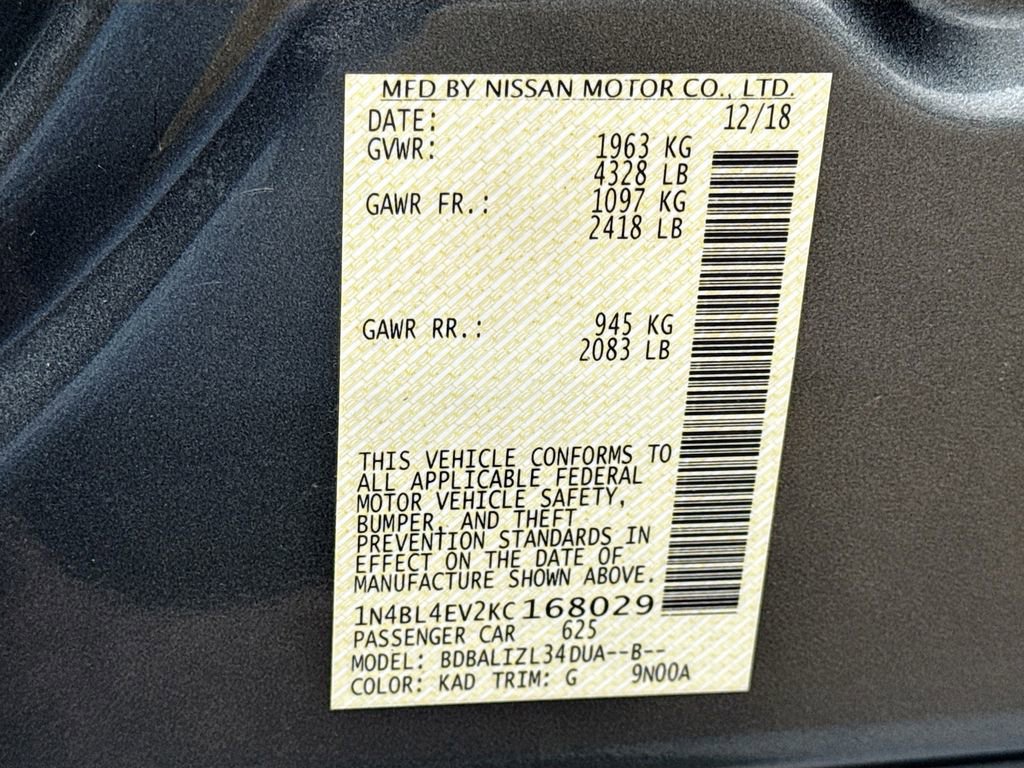 MFD BY NISSAN MOTOR CO., LTD.
DATE: 12/18
GVWR: 1963 KG
4328 LB
GAWR FR.: 1097 KG
2418 LB
GAWR RR.: 945 KG
2083 LB
THIS VEHICLE CONFORMS TO
ALL APPLICABLE FEDERAL
MOTOR VEHICLE SAFETY,
BUMPER, AND THEFT
PREVENTION STANDARDS IN
EFFECT ON THE DATE OF
MANUFACTURE SHOWN ABOVE.
1N4BL4EV2KC168029
PASSENGER CAR 625
MODEL: BDBALIZL34DUA--B--
COLOR: KAD TRIM: G 9N00A